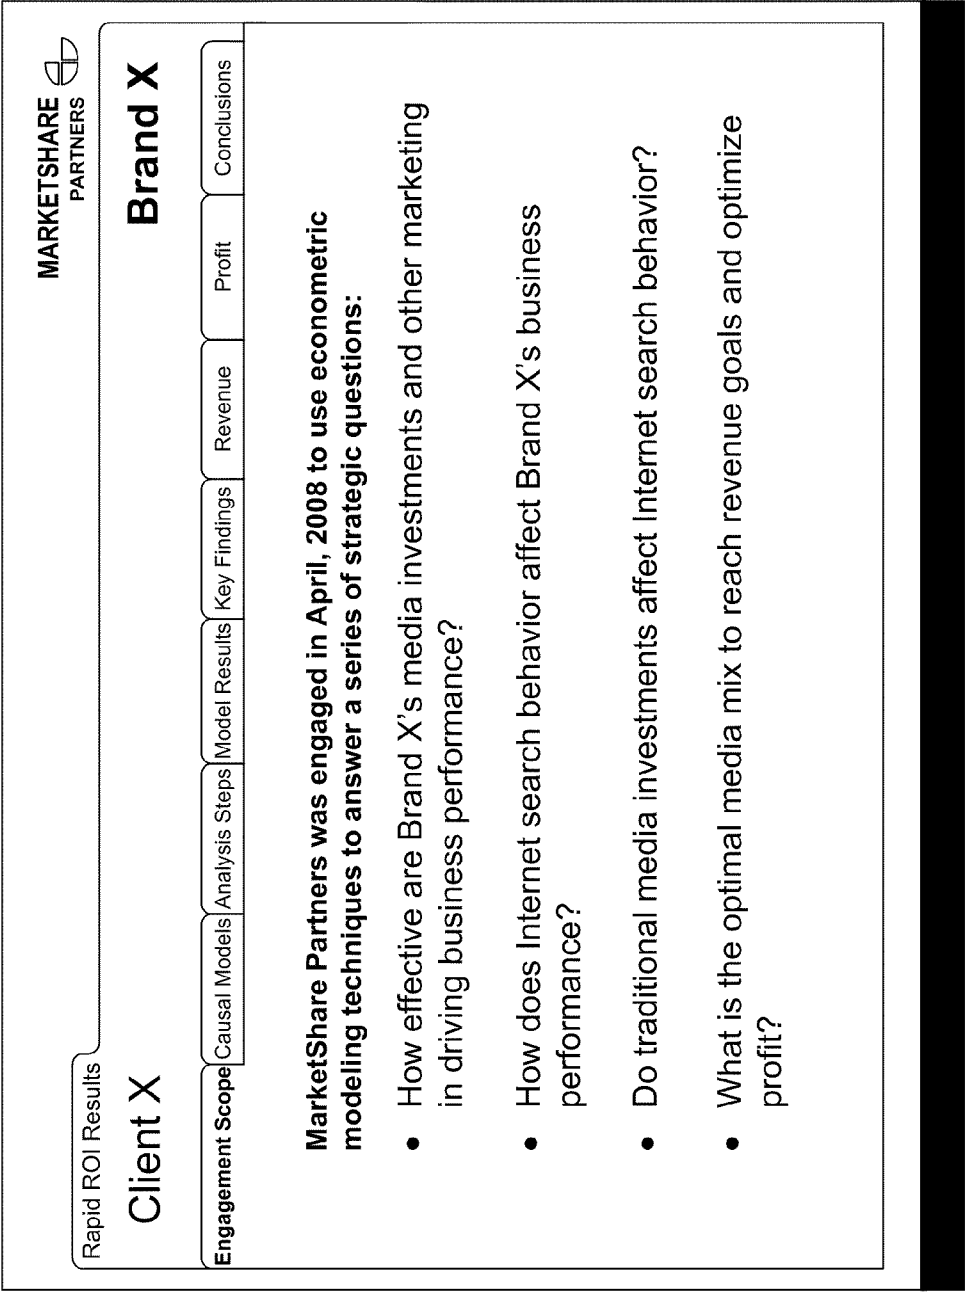 MARKETSHARE
PARTNERS
Rapid ROI Results
Client X
Brand X
Engagement Scope
Causal Models
Analysis Steps
Model Results
Key Findings
Revenue
Profit
Conclusions
MarketShare Partners was engaged in April, 2008 to use econometric
modeling techniques to answer a series of strategic questions:
• How effective are Brand X's media investments and other marketing
in driving business performance?
• How does Internet search behavior affect Brand X's business
performance?
• Do traditional media investments affect Internet search behavior?
• What is the optimal media mix to reach revenue goals and optimize
profit?